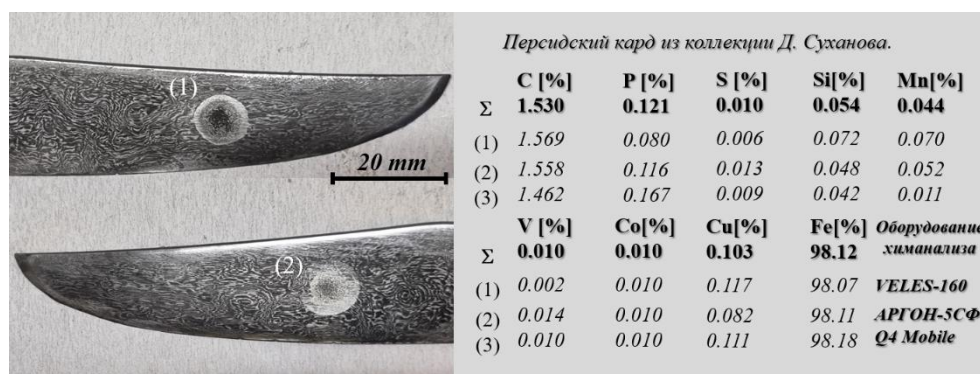 (1)
20 mm
(2)
Персидский кард из коллекции Д. Суханова.
C [%] P [%] S [%] Si[%] Mn[%]
Σ 1.530 0.121 0.010 0.054 0.044
(1) 1.569 0.080 0.006 0.072 0.070
(2) 1.558 0.116 0.013 0.048 0.052
(3) 1.462 0.167 0.009 0.042 0.011
V [%] Co[%] Cu[%] Fe[%] Оборудование
Σ 0.010 0.010 0.103 98.12 химанализа
(1) 0.002 0.010 0.117 98.07 VELES-160
(2) 0.014 0.010 0.082 98.11 АРГОН-5СФ
(3) 0.010 0.010 0.111 98.18 Q4 Mobile